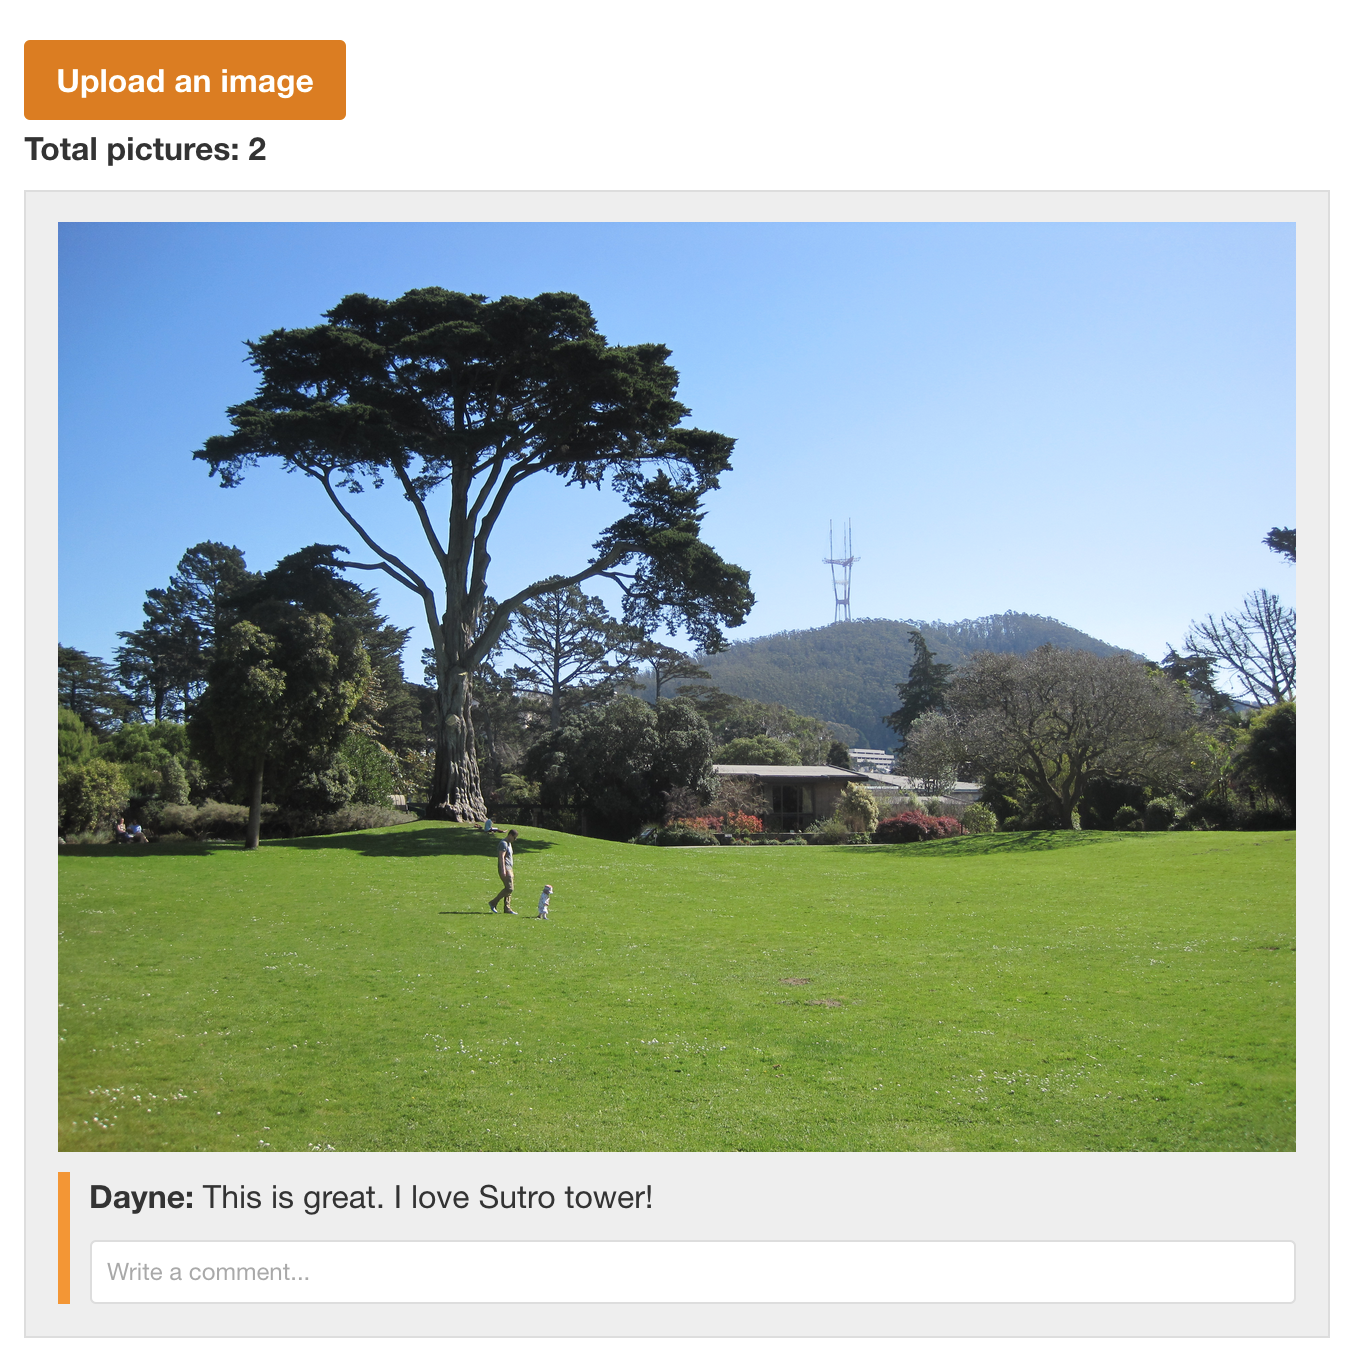 Upload an image
Total pictures: 2
Dayne: This is great. I love Sutro tower!
Write a comment...